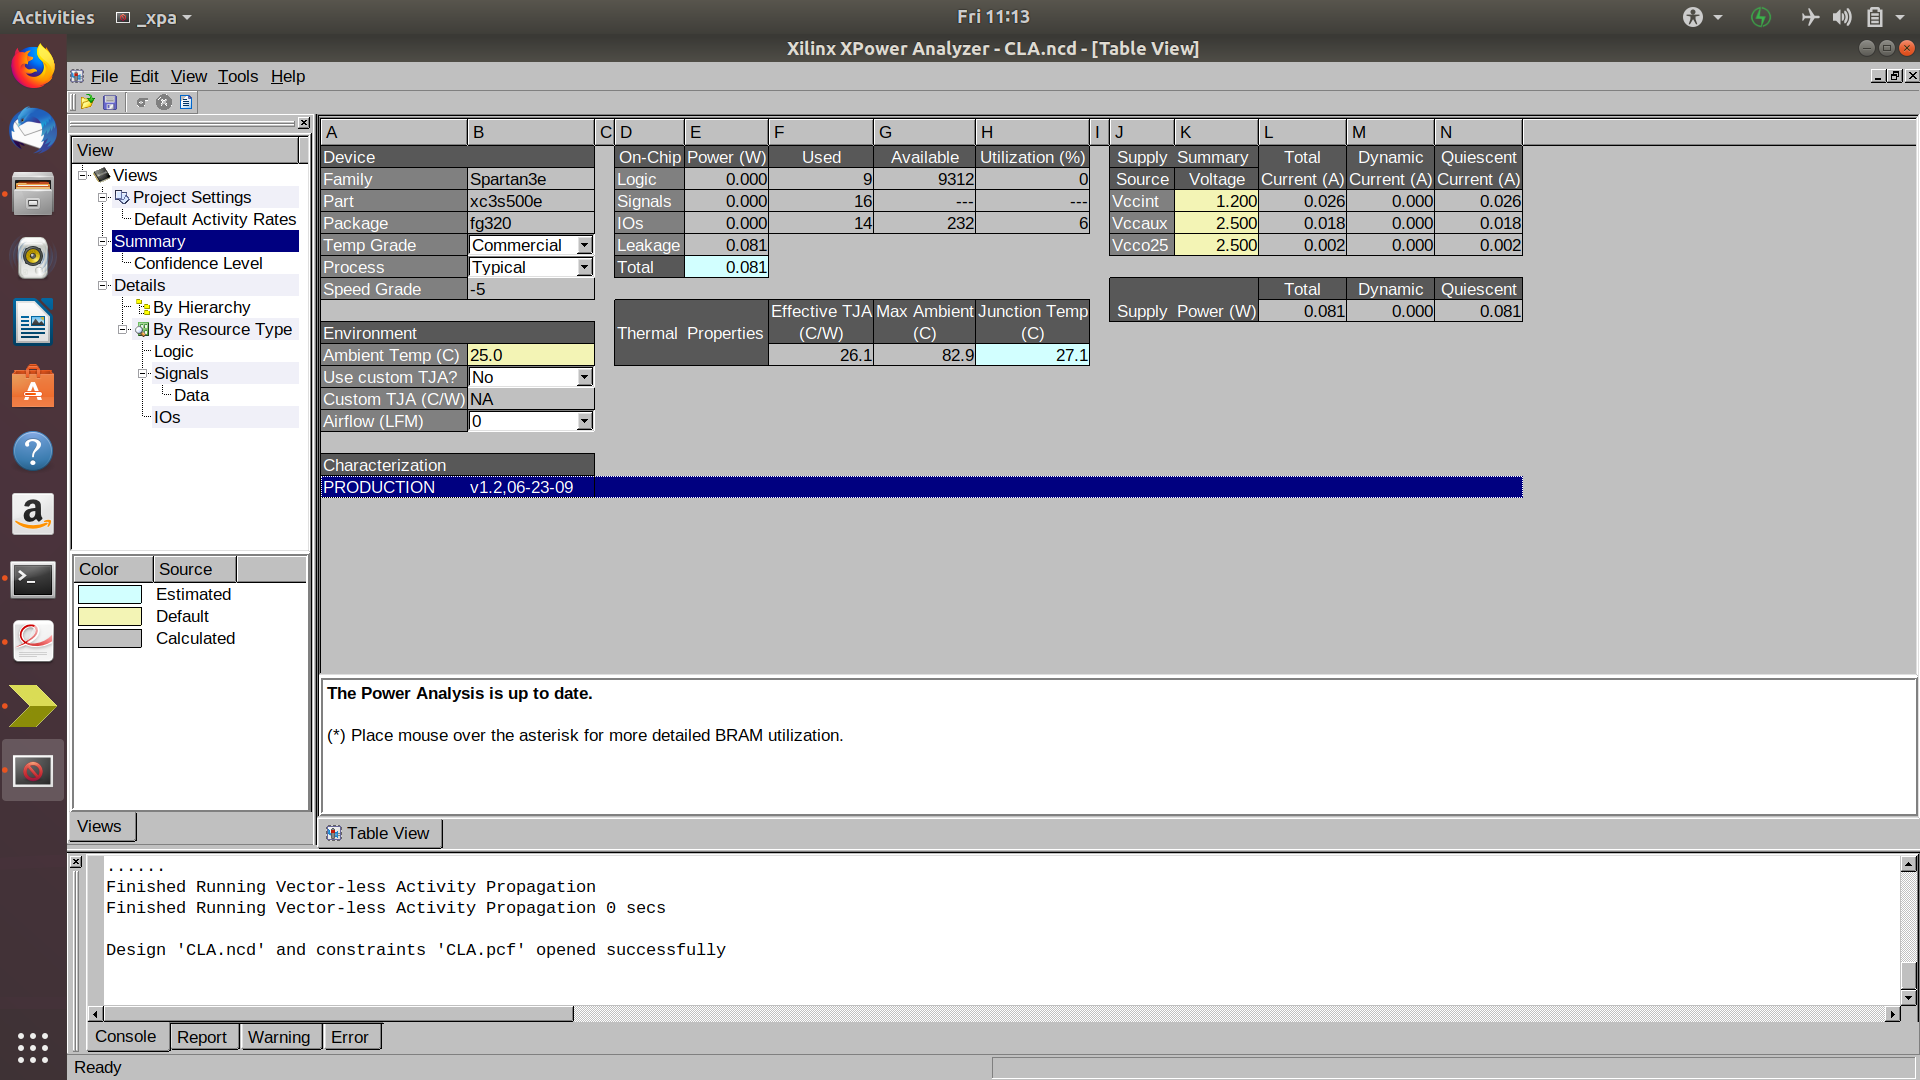 Activities
_xpa
Fri 11:13
Xilinx XPower Analyzer - CLA.ncd - [Table View]
File Edit View Tools Help
View
Views
Project Settings
Default Activity Rates
Summary
Confidence Level
Details
By Hierarchy
By Resource Type
Logic
Signals
Data
IOs
Color Source
Estimated
Default
Calculated
Views
A B C D E F G H I J K L M N
Device
Family Spartan3e
Part xc3s500e
Package fg320
Temp Grade Commercial
Process Typical
Speed Grade -5
Environment
Ambient Temp (C) 25.0
Use custom TJA? No
Custom TJA (C/W) NA
Airflow (LFM) 0
Characterization
PRODUCTION v1.2,06-23-09
On-Chip Power (W) Used Available Utilization (%)
Logic 0.000 9 9312 0
Signals 0.000 16 --- ---
IOs 0.000 14 232 6
Leakage 0.081
Total 0.081
Effective TJA Max Ambient Junction Temp
Thermal Properties (C/W) (C) (C)
26.1 82.9 27.1
Supply Summary Total Dynamic Quiescent
Source Voltage Current (A) Current (A) Current (A)
Vccint 1.200 0.026 0.000 0.026
Vccaux 2.500 0.018 0.000 0.018
Vcco25 2.500 0.002 0.000 0.002
Total Dynamic Quiescent
Supply Power (W) 0.081 0.000 0.081
The Power Analysis is up to date.
(*) Place mouse over the asterisk for more detailed BRAM utilization.
Table View
......
Finished Running Vector-less Activity Propagation
Finished Running Vector-less Activity Propagation 0 secs
Design 'CLA.ncd' and constraints 'CLA.pcf' opened successfully
Console Report Warning Error
Ready